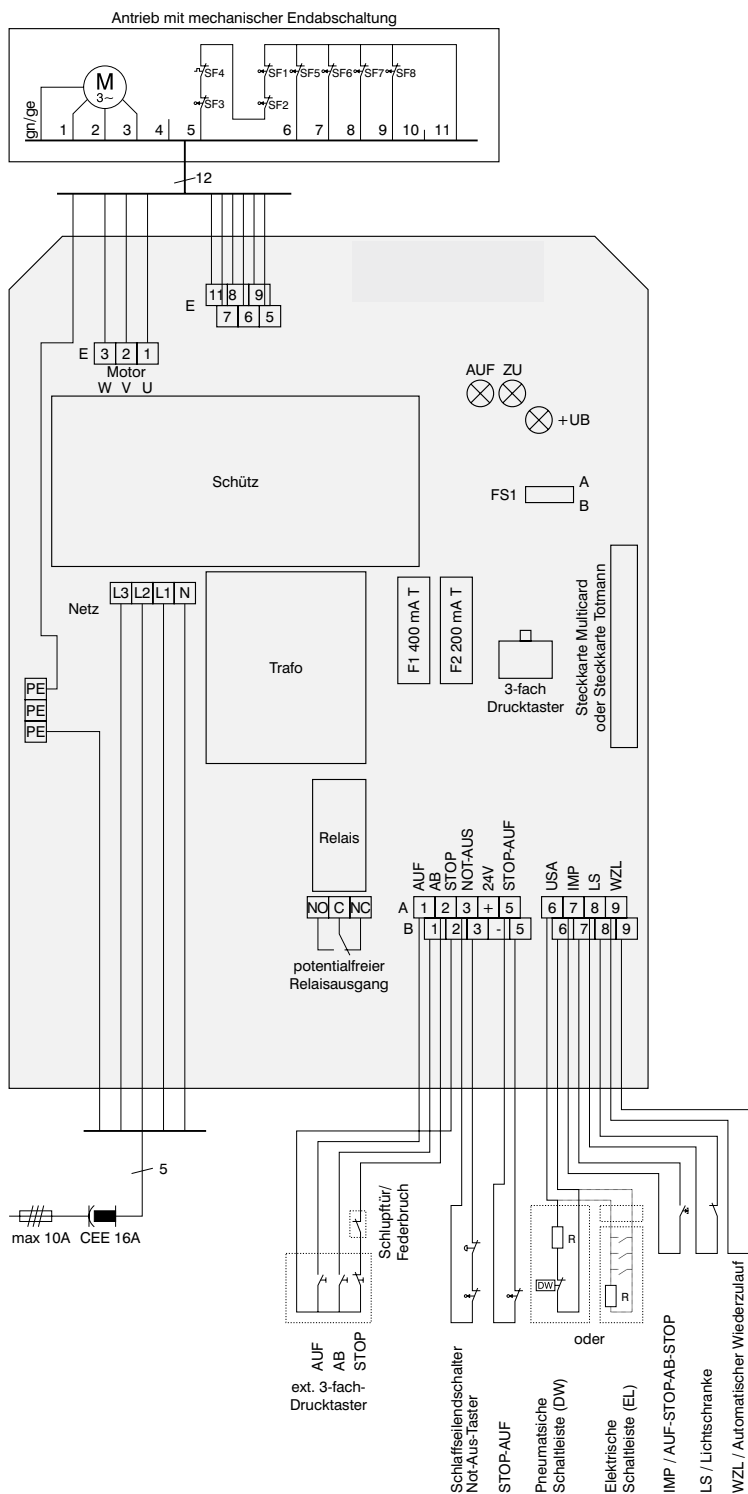 Antrieb mit mechanischer Endabschaltung
M
3~
gn/ge
SF4
SF3
SF1
SF2
SF5
SF6
SF7
SF8
1 2 3 4 5 6 7 8 9 10 11
12
E
11 8 9
7 6 5
E 3 2 1
Motor
W V U
AUF ZU
+UB
Schütz
FS1
A
B
Netz
L3 L2 L1 N
Trafo
F1 400 mA T
F2 200 mA T
3-fach
Drucktaster
Steckkarte Multicard
oder Steckkarte Totmann
PE
PE
PE
Relais
NO C NC
potentialfreier
Relaisausgang
AUF
AB
STOP
NOT-AUS
24V
STOP-AUF
USA
IMP
LS
WZL
A 1 2 3 + 5 6 7 8 9
B 1 2 3 - 5 6 7 8 9
5
max 10A CEE 16A
Schlupftür/
Federbruch
R
DW
R
oder
AUF
AB
STOP
ext. 3-fach-
Drucktaster
Schlaffseilendschalter
Not-Aus-Taster
STOP-AUF
Pneumatsiche
Schaltleiste (DW)
Elektrische
Schaltleiste (EL)
IMP / AUF-STOP-AB-STOP
LS / Lichtschranke
WZL / Automatischer Wiederzulauf